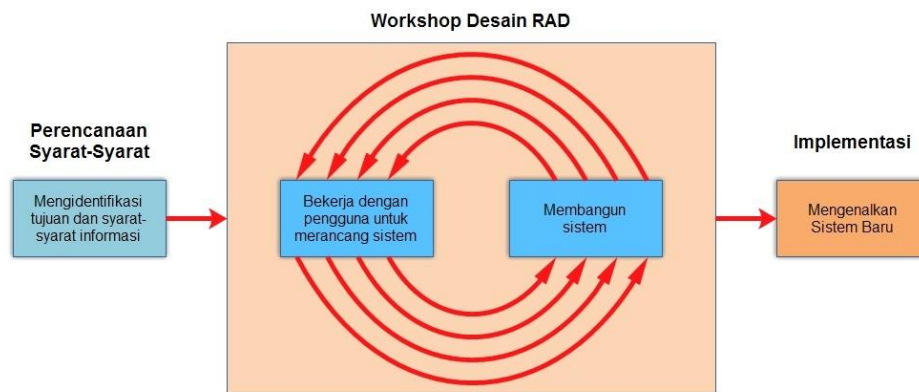 Workshop Desain RAD
Perencanaan
Syarat-Syarat
Mengidentifikasi
tujuan dan syarat-
syarat informasi
Bekerja dengan
pengguna untuk
merancang sistem
Membangun
sistem
Implementasi
Mengenalkan
Sistem Baru